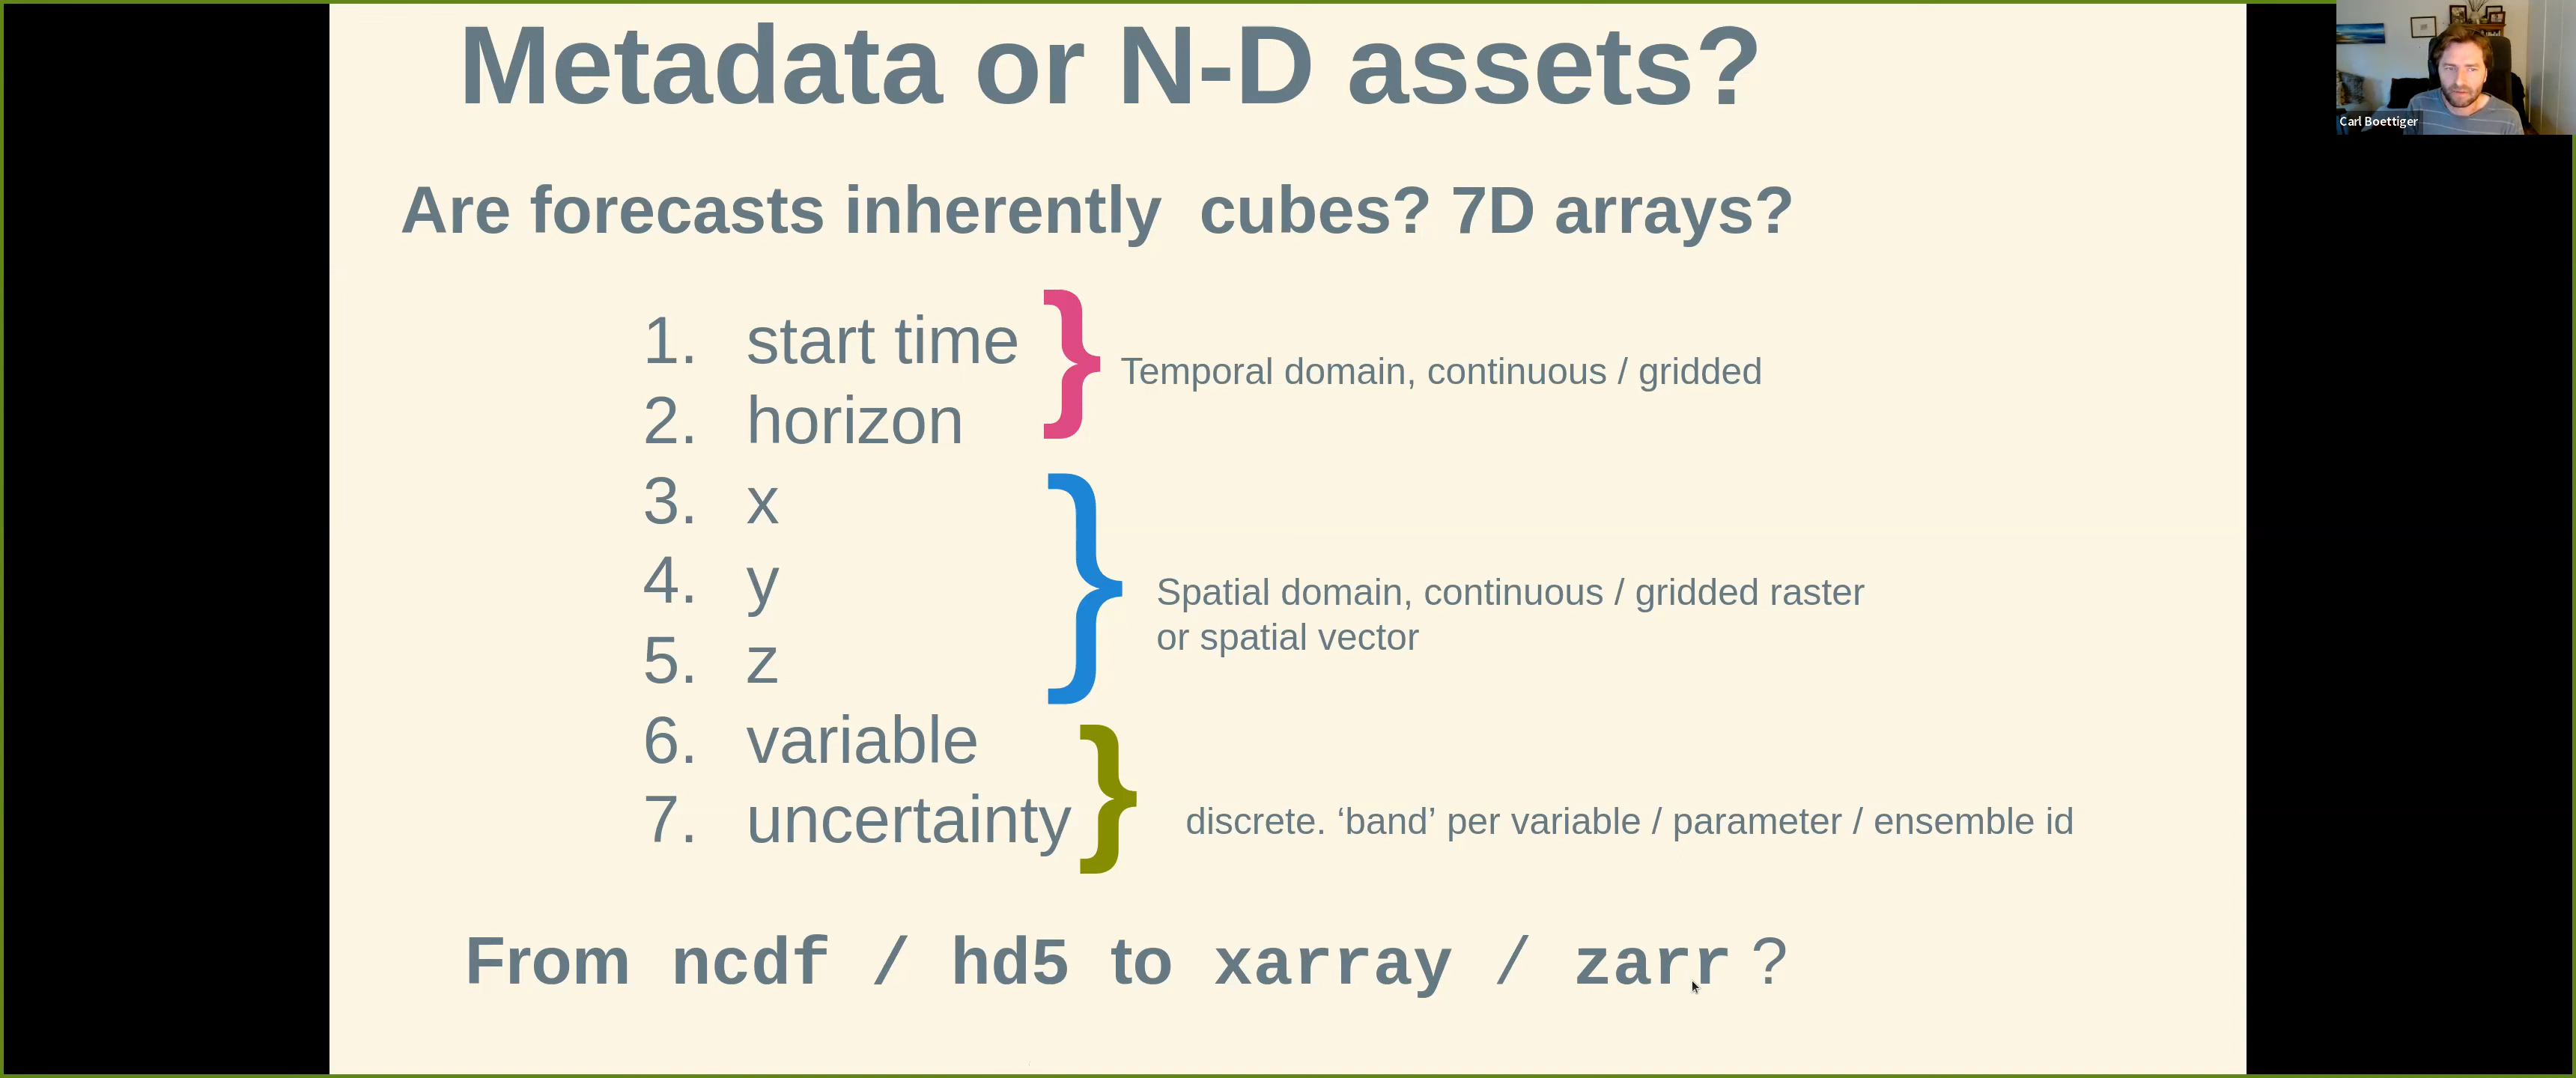 Metadata or N-D assets?
Carl Boettiger
Are forecasts inherently cubes? 7D arrays?
1. start time
2. horizon
Temporal domain, continuous / gridded
3. x
4. y
5. z
Spatial domain, continuous / gridded raster
or spatial vector
6. variable
7. uncertainty
discrete. ‘band’ per variable / parameter / ensemble id
From ncdf / hd5 to xarray / zarr ?